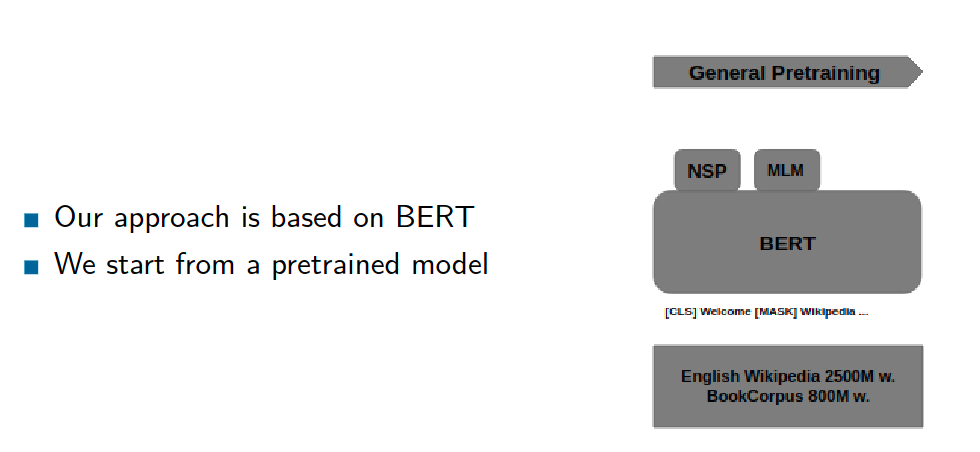 Our approach is based on BERT
We start from a pretrained model
General Pretraining
NSP
MLM
BERT
[CLS] Welcome [MASK] Wikipedia ...
English Wikipedia 2500M w.
BookCorpus 800M w.